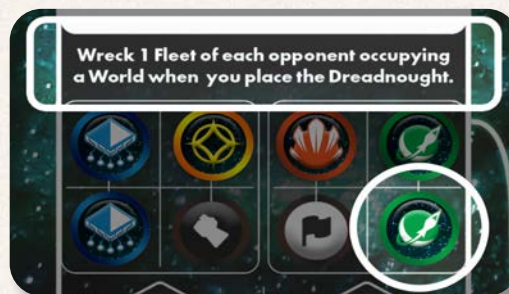 Wreck 1 Fleet of each opponent occupying
a World when you place the Dreadnought.